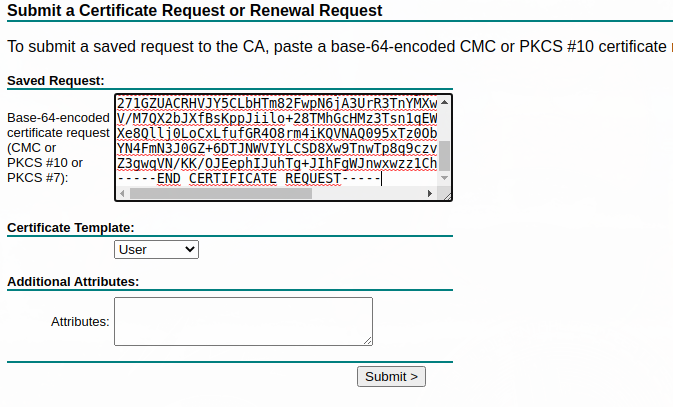 Submit a Certificate Request or Renewal Request
To submit a saved request to the CA, paste a base-64-encoded CMC or PKCS #10 certificate
Saved Request:
Base-64-encoded
certificate request
(CMC or
PKCS #10 or
PKCS #7):
271GZUACRHVJY5CLbHTm82FwpN6jA3UrR3TnYMXw
V/M7QX2bJXfBsKppJiilo+28TMhGcHMz3Tsn1qEW
Xe8Qllj0LoCxLfufGR4O8rm4iKQVNAQ095xTz0Ob
YN4FmN3J0GZ+6DTJNWVIYLCSD8Xw9TnwTp8q9czv
Z3gwqVN/KK/OJEephIJuhTg+JIhFgWJnwxwzz1Ch
-----END CERTIFICATE REQUEST-----
Certificate Template:
User
Additional Attributes:
Attributes:
Submit >